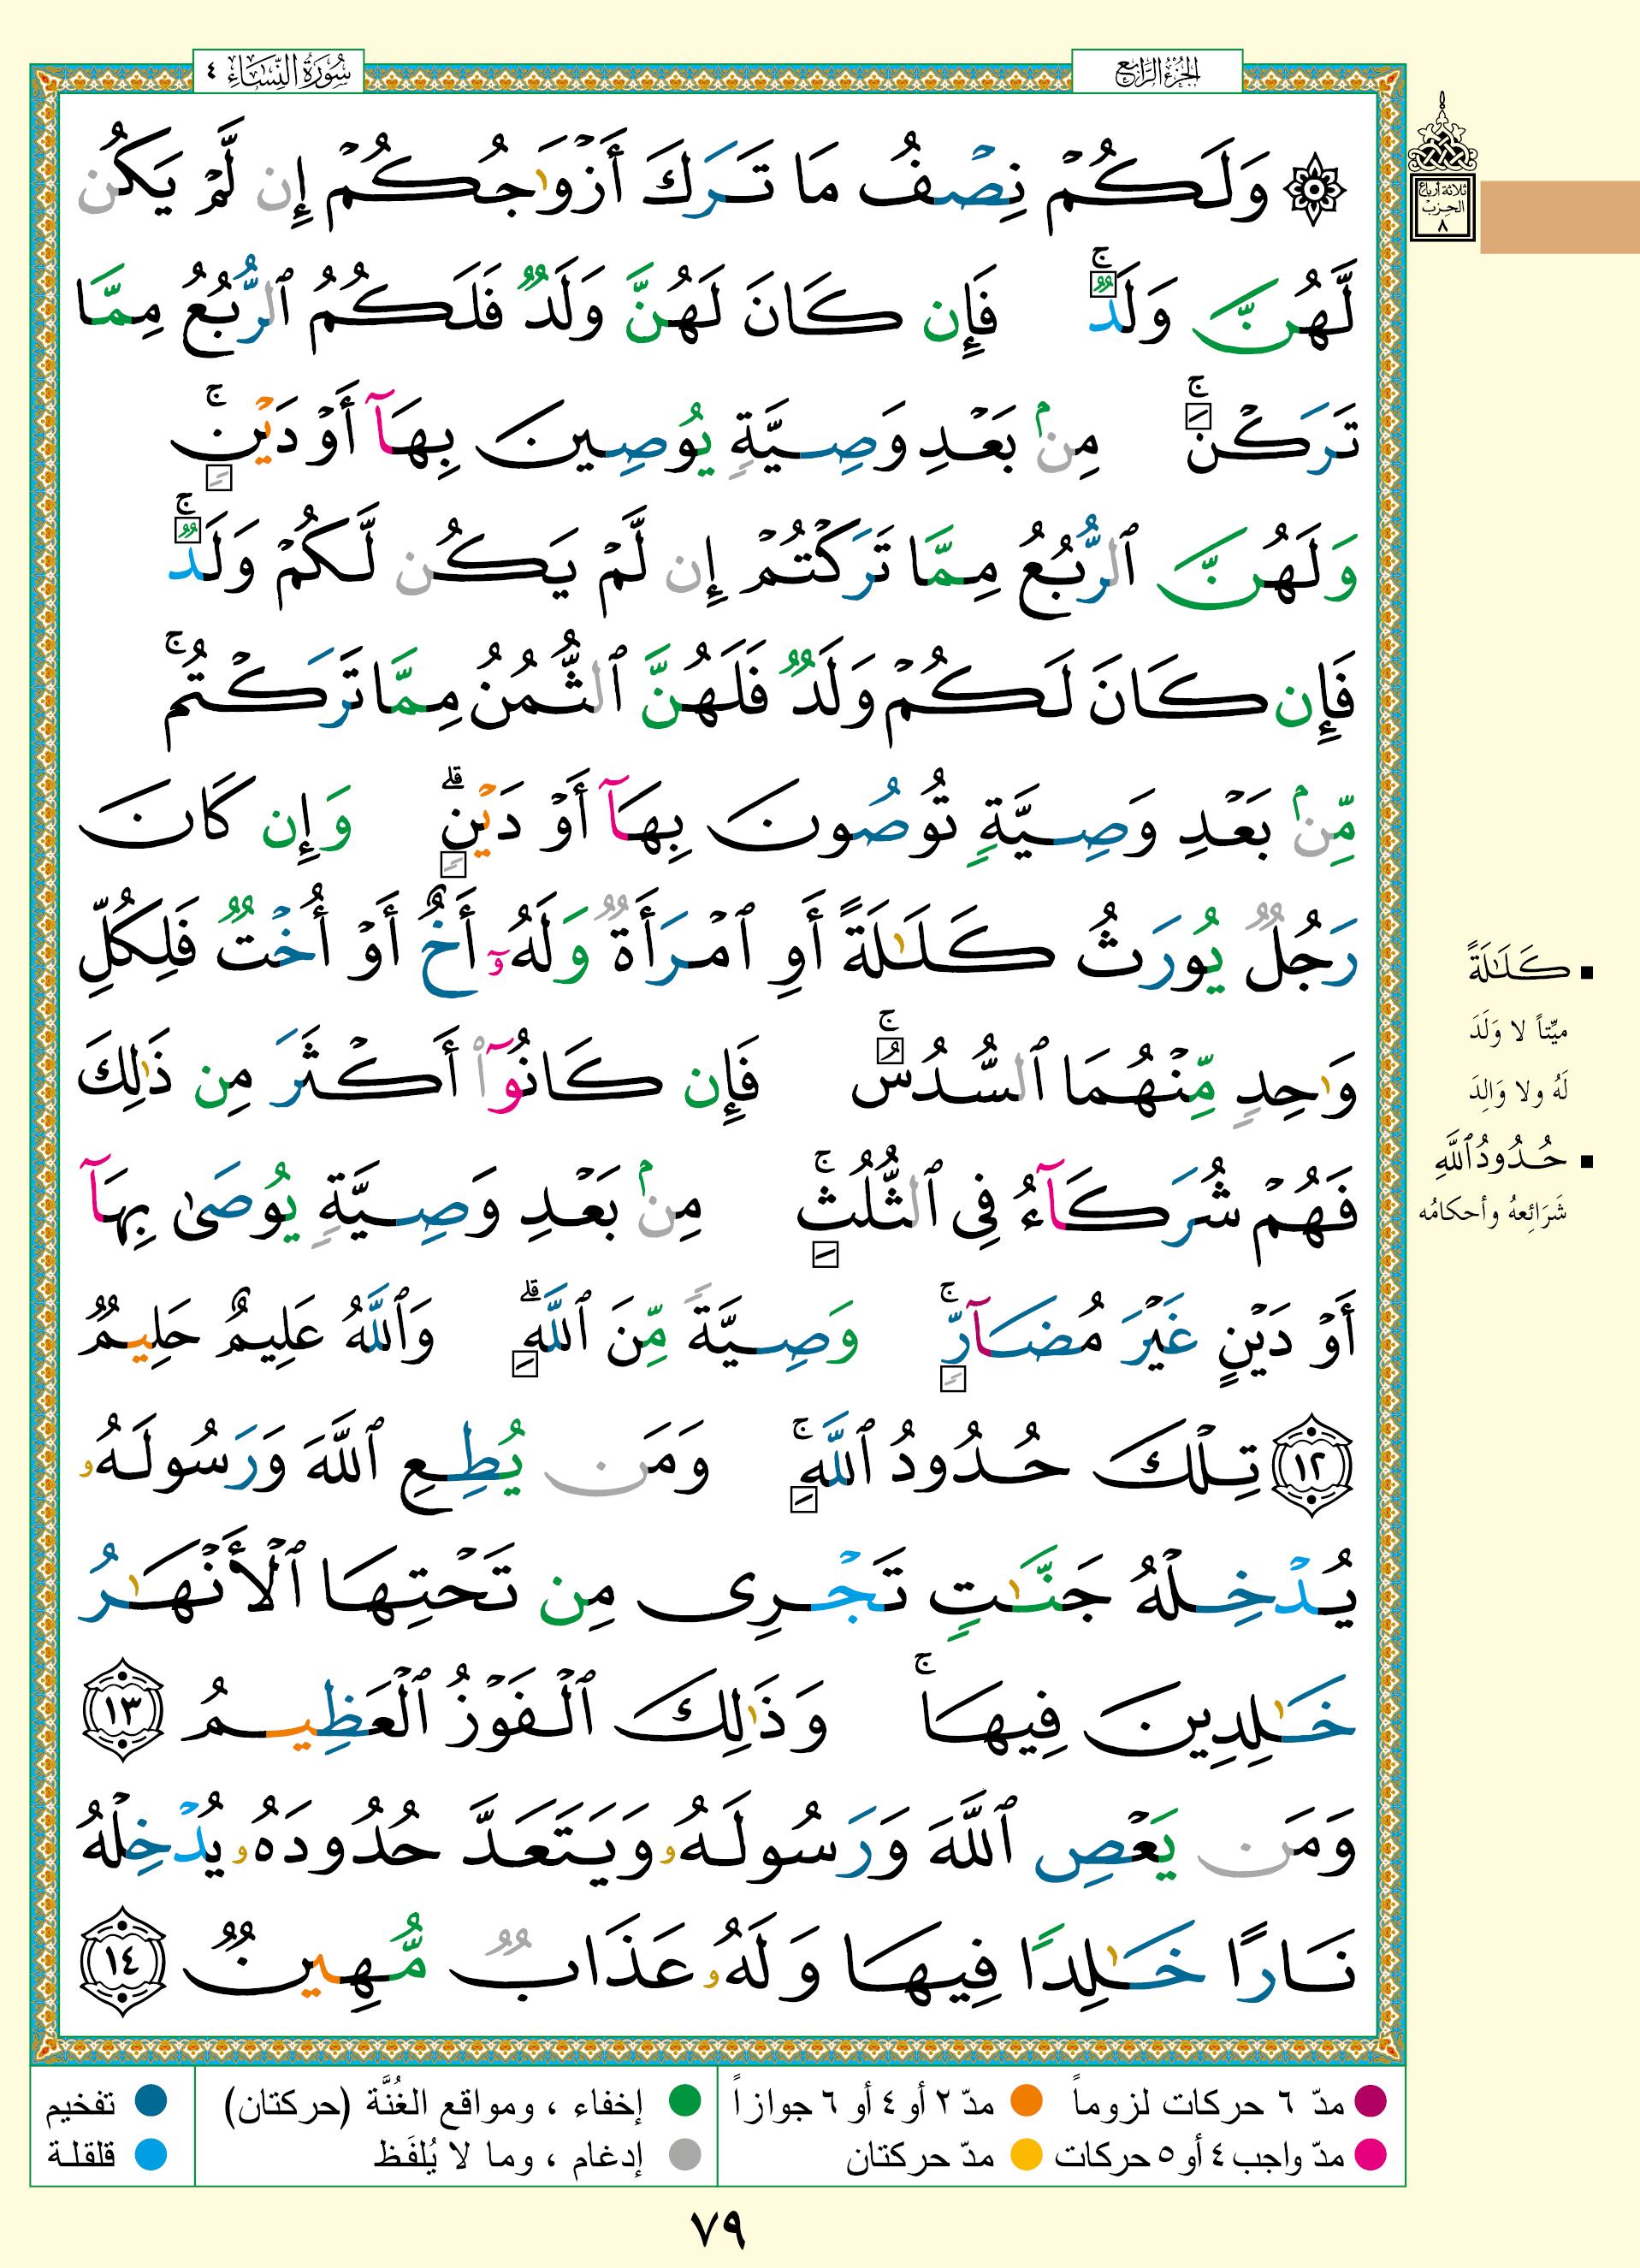 الجزء الرابع
سورة النساء ٤
ثلاثة أرباع
الحزب
٨
۞ وَلَكُمْ نِصْفُ مَا تَرَكَ أَزْوَٰجُكُمْ إِن لَّمْ يَكُن
لَّهُنَّ وَلَدٌۚ فَإِن كَانَ لَهُنَّ وَلَدٌ فَلَكُمُ ٱلرُّبُعُ مِمَّا
تَرَكْنَۚ مِنۢ بَعْدِ وَصِيَّةٍ يُوصِينَ بِهَآ أَوْ دَيْنٍۚ
وَلَهُنَّ ٱلرُّبُعُ مِمَّا تَرَكْتُمْ إِن لَّمْ يَكُن لَّكُمْ وَلَدٌۚ
فَإِن كَانَ لَكُمْ وَلَدٌ فَلَهُنَّ ٱلثُّمُنُ مِمَّا تَرَكْتُمۚ
مِّنۢ بَعْدِ وَصِيَّةٍ تُوصُونَ بِهَآ أَوْ دَيْنٍۗ وَإِن كَانَ
رَجُلٌ يُورَثُ كَلَٰلَةً أَوِ ٱمْرَأَةٌ وَلَهُۥٓ أَخٌ أَوْ أُخْتٌ فَلِكُلِّ
وَٰحِدٍ مِّنْهُمَا ٱلسُّدُسُۚ فَإِن كَانُوٓا۟ أَكْثَرَ مِن ذَٰلِكَ
فَهُمْ شُرَكَآءُ فِى ٱلثُّلُثِۚ مِنۢ بَعْدِ وَصِيَّةٍ يُوصَىٰ بِهَآ
أَوْ دَيْنٍ غَيْرَ مُضَآرٍّۚ وَصِيَّةً مِّنَ ٱللَّهِۗ وَٱللَّهُ عَلِيمٌ حَلِيمٌ
١٢ تِلْكَ حُدُودُ ٱللَّهِۚ وَمَن يُطِعِ ٱللَّهَ وَرَسُولَهُۥ
يُدْخِلْهُ جَنَّٰتٍ تَجْرِى مِن تَحْتِهَا ٱلْأَنْهَٰرُ
خَٰلِدِينَ فِيهَاۚ وَذَٰلِكَ ٱلْفَوْزُ ٱلْعَظِيمُ ١٣
وَمَن يَعْصِ ٱللَّهَ وَرَسُولَهُۥ وَيَتَعَدَّ حُدُودَهُۥ يُدْخِلْهُ
نَارًا خَٰلِدًا فِيهَا وَلَهُۥ عَذَابٌ مُّهِينٌ ١٤
▪ كَلَٰلَةً
ميِّتاً لا وَلَدَ
لَهُ ولا وَالِدَ
▪ حُدُودُ ٱللَّهِ
شَرَائِعهُ وأحكامُه
● مدّ ٦ حركات لزوماً ● مدّ ٢ أو ٤ أو ٦ جوازاً
● مدّ واجب ٤ أو ٥ حركات ● مدّ حركتان
● إخفاء ، ومواقع الغُنَّة (حركتان)
● إدغام ، وما لا يُلفَظ
● تفخيم
● قلقلة
٧٩